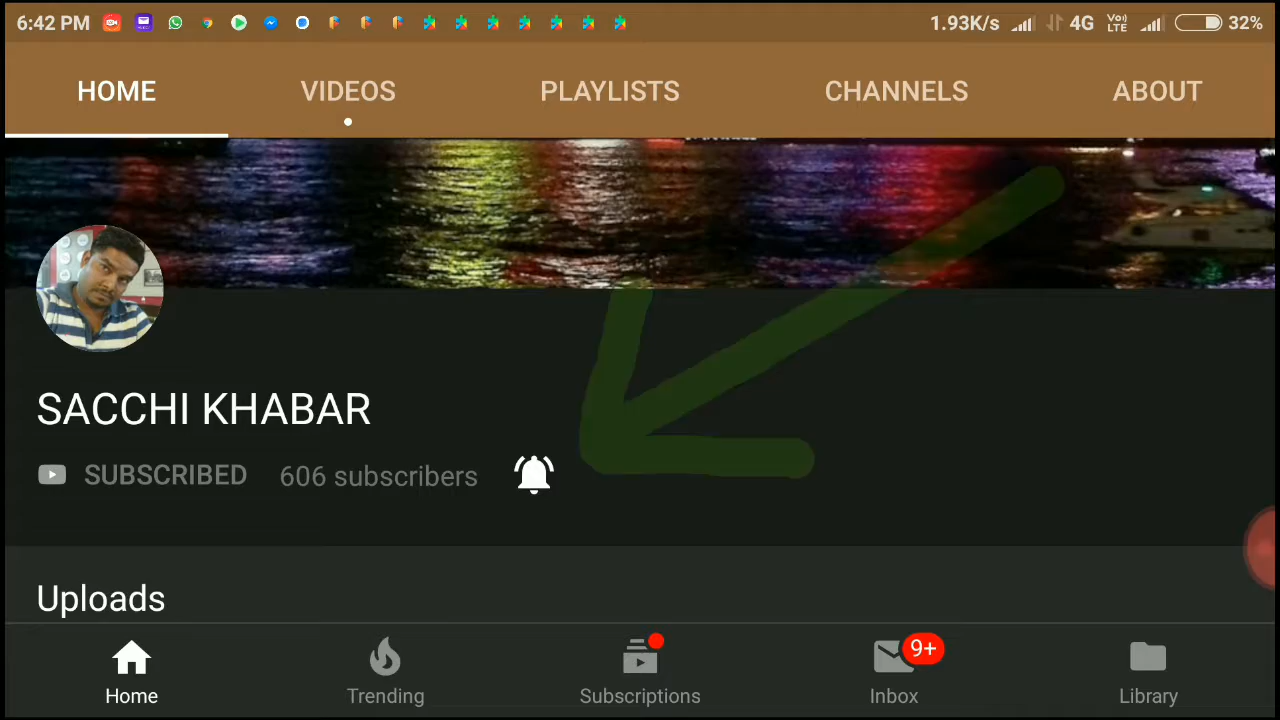 6:42 PM 1.93K/s 4G Vo) LTE 32%
HOME VIDEOS PLAYLISTS CHANNELS ABOUT
SACCHI KHABAR
SUBSCRIBED 606 subscribers
Uploads
9+
Home Trending Subscriptions Inbox Library